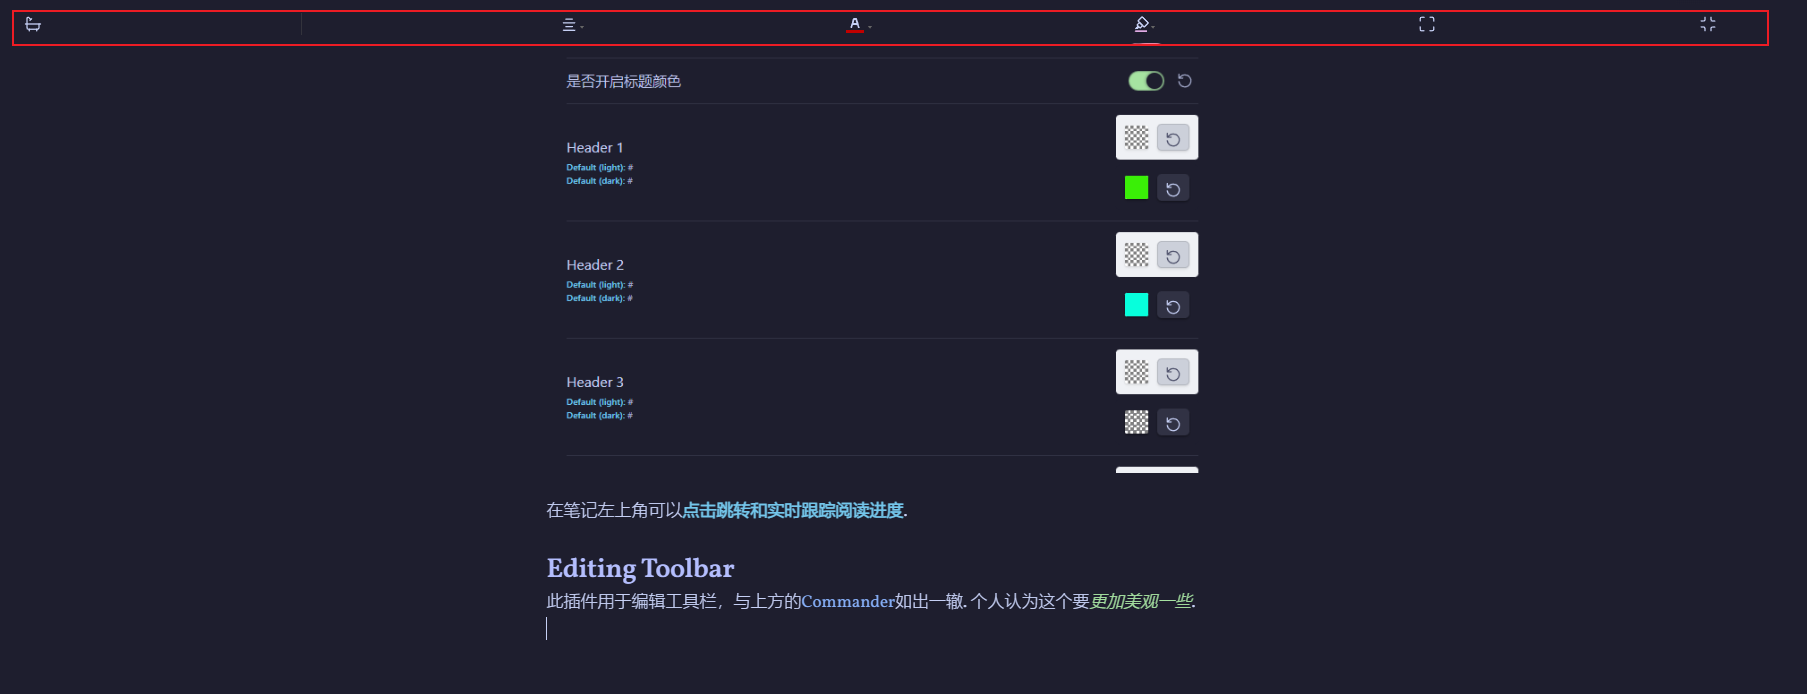 A
是否开启标题颜色
Header 1
Default (light): #
Default (dark): #
Header 2
Default (light): #
Default (dark): #
Header 3
Default (light): #
Default (dark): #
在笔记左上角可以点击跳转和实时跟踪阅读进度.
Editing Toolbar
此插件用于编辑工具栏，与上方的Commander如出一辙. 个人认为这个要更加美观一些.